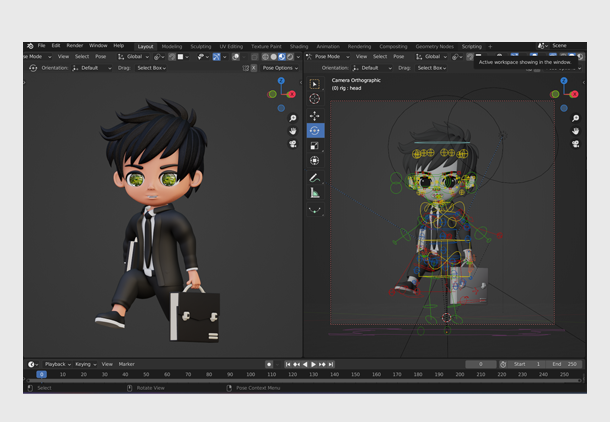 File Edit Render Window Help Layout Modeling Sculpting UV Editing Texture Paint Shading Animation Rendering Compositing Geometry Nodes Scripting + Scene
Mode View Select Pose Global Pose Mode View Select Pose Global
Active workspace showing in the window.
Orientation: Default Drag: Select Box Pose Options Orientation: Default Drag: Select Box
Camera Orthographic
(0) rig : head
Playback Keying View Marker 0 Start 1 End 250
0 10 20 30 40 50 60 70 80 90 100 110 120 130 140 150 160 170 180 190 200 210 220 230 240 250
Select Rotate View Pose Context Menu